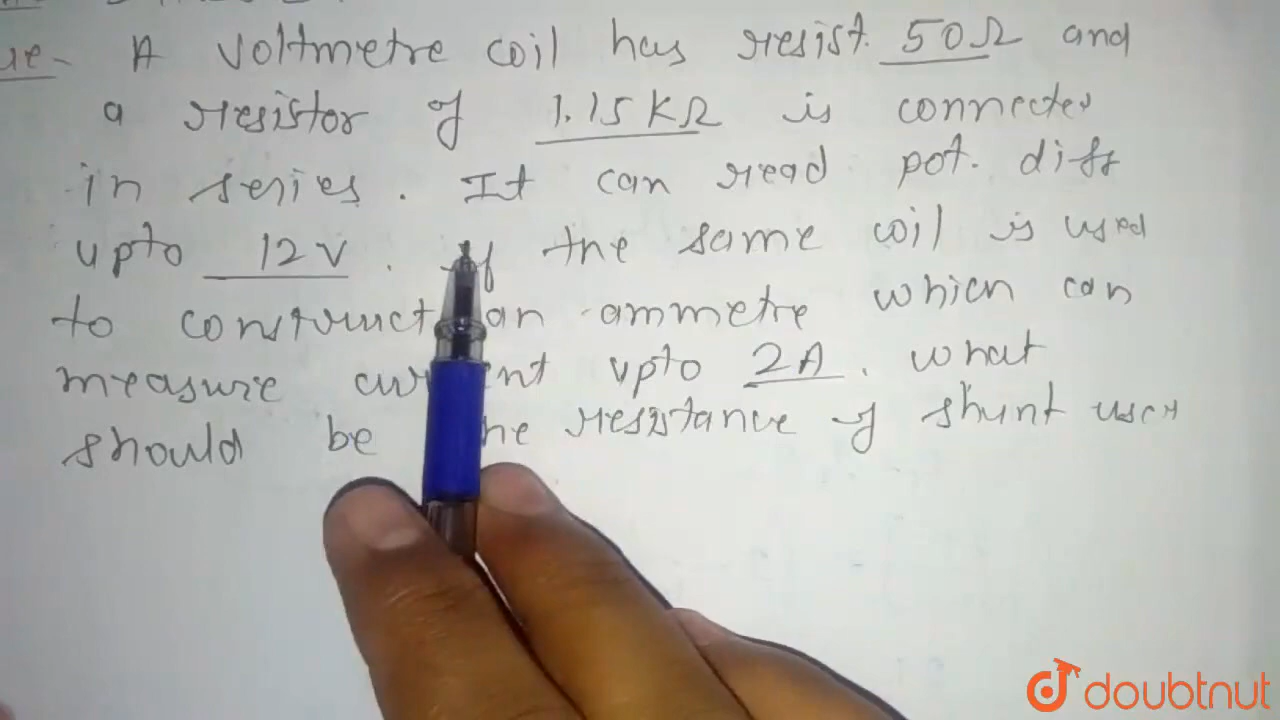 A voltmetre coil has resist. 50Ω and
a resistor of 1.15 KΩ is connected
in series. It can read pot. diff
upto 12V. If the same coil is used
to construct an ammetre which can
measure current upto 2A. what
should be the resistance of shunt used
doubtnut